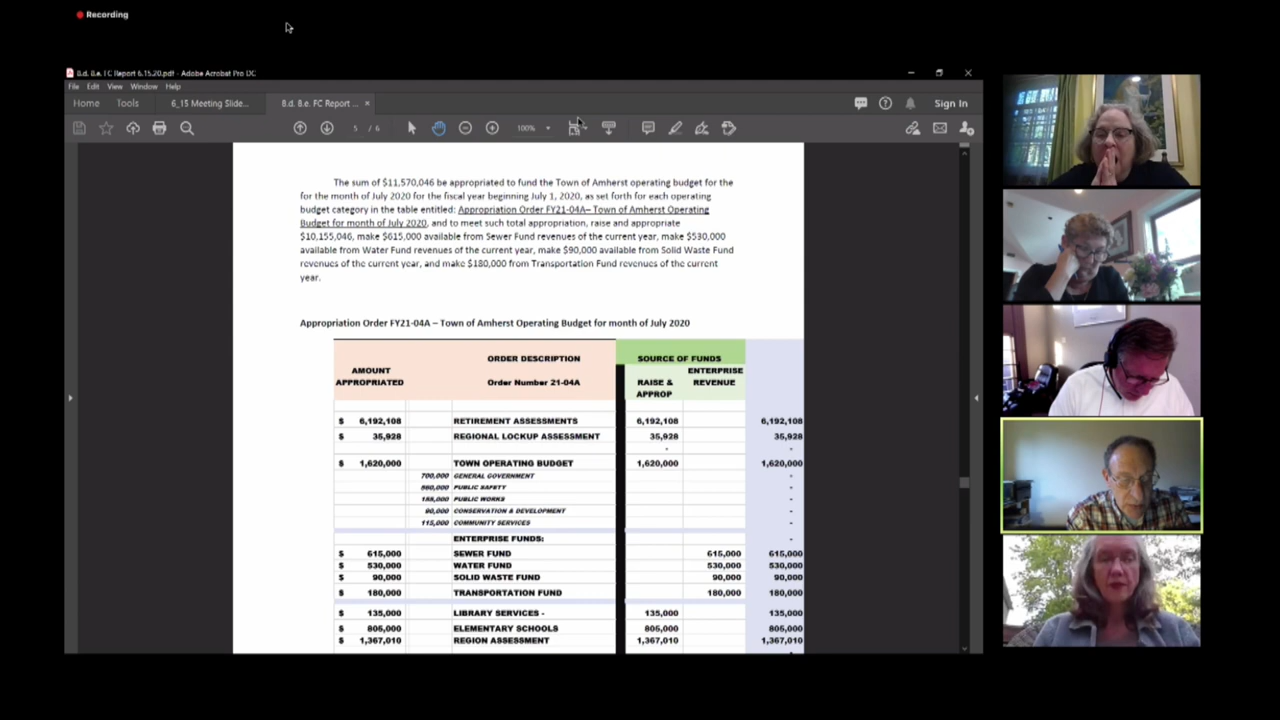 Recording
8.d. 8.e. FC Report 6.15.20.pdf - Adobe Acrobat Pro DC
File Edit View Window Help
Home Tools 6_15 Meeting Slide... 8.d. 8.e. FC Report ... × Sign In
5 / 6 100%
The sum of $11,570,046 be appropriated to fund the Town of Amherst operating budget for the
for the month of July 2020 for the fiscal year beginning July 1, 2020, as set forth for each operating
budget category in the table entitled: Appropriation Order FY21-04A– Town of Amherst Operating
Budget for month of July 2020, and to meet such total appropriation, raise and appropriate
$10,155,046, make $615,000 available from Sewer Fund revenues of the current year, make $530,000
available from Water Fund revenues of the current year, make $90,000 available from Solid Waste Fund
revenues of the current year, and make $180,000 from Transportation Fund revenues of the current
year.
Appropriation Order FY21-04A – Town of Amherst Operating Budget for month of July 2020
ORDER DESCRIPTION SOURCE OF FUNDS
AMOUNT ENTERPRISE
APPROPRIATED Order Number 21-04A RAISE & REVENUE
APPROP
$ 6,192,108 RETIREMENT ASSESSMENTS 6,192,108 6,192,108
$ 35,928 REGIONAL LOCKUP ASSESSMENT 35,928 35,928
- -
$ 1,620,000 TOWN OPERATING BUDGET 1,620,000 1,620,000
700,000 GENERAL GOVERNMENT -
560,000 PUBLIC SAFETY -
155,000 PUBLIC WORKS -
90,000 CONSERVATION & DEVELOPMENT -
115,000 COMMUNITY SERVICES -
ENTERPRISE FUNDS: -
$ 615,000 SEWER FUND 615,000 615,000
$ 530,000 WATER FUND 530,000 530,000
$ 90,000 SOLID WASTE FUND 90,000 90,000
$ 180,000 TRANSPORTATION FUND 180,000 180,000
$ 135,000 LIBRARY SERVICES - 135,000 135,000
$ 805,000 ELEMENTARY SCHOOLS 805,000 805,000
$ 1,367,010 REGION ASSESSMENT 1,367,010 1,367,010